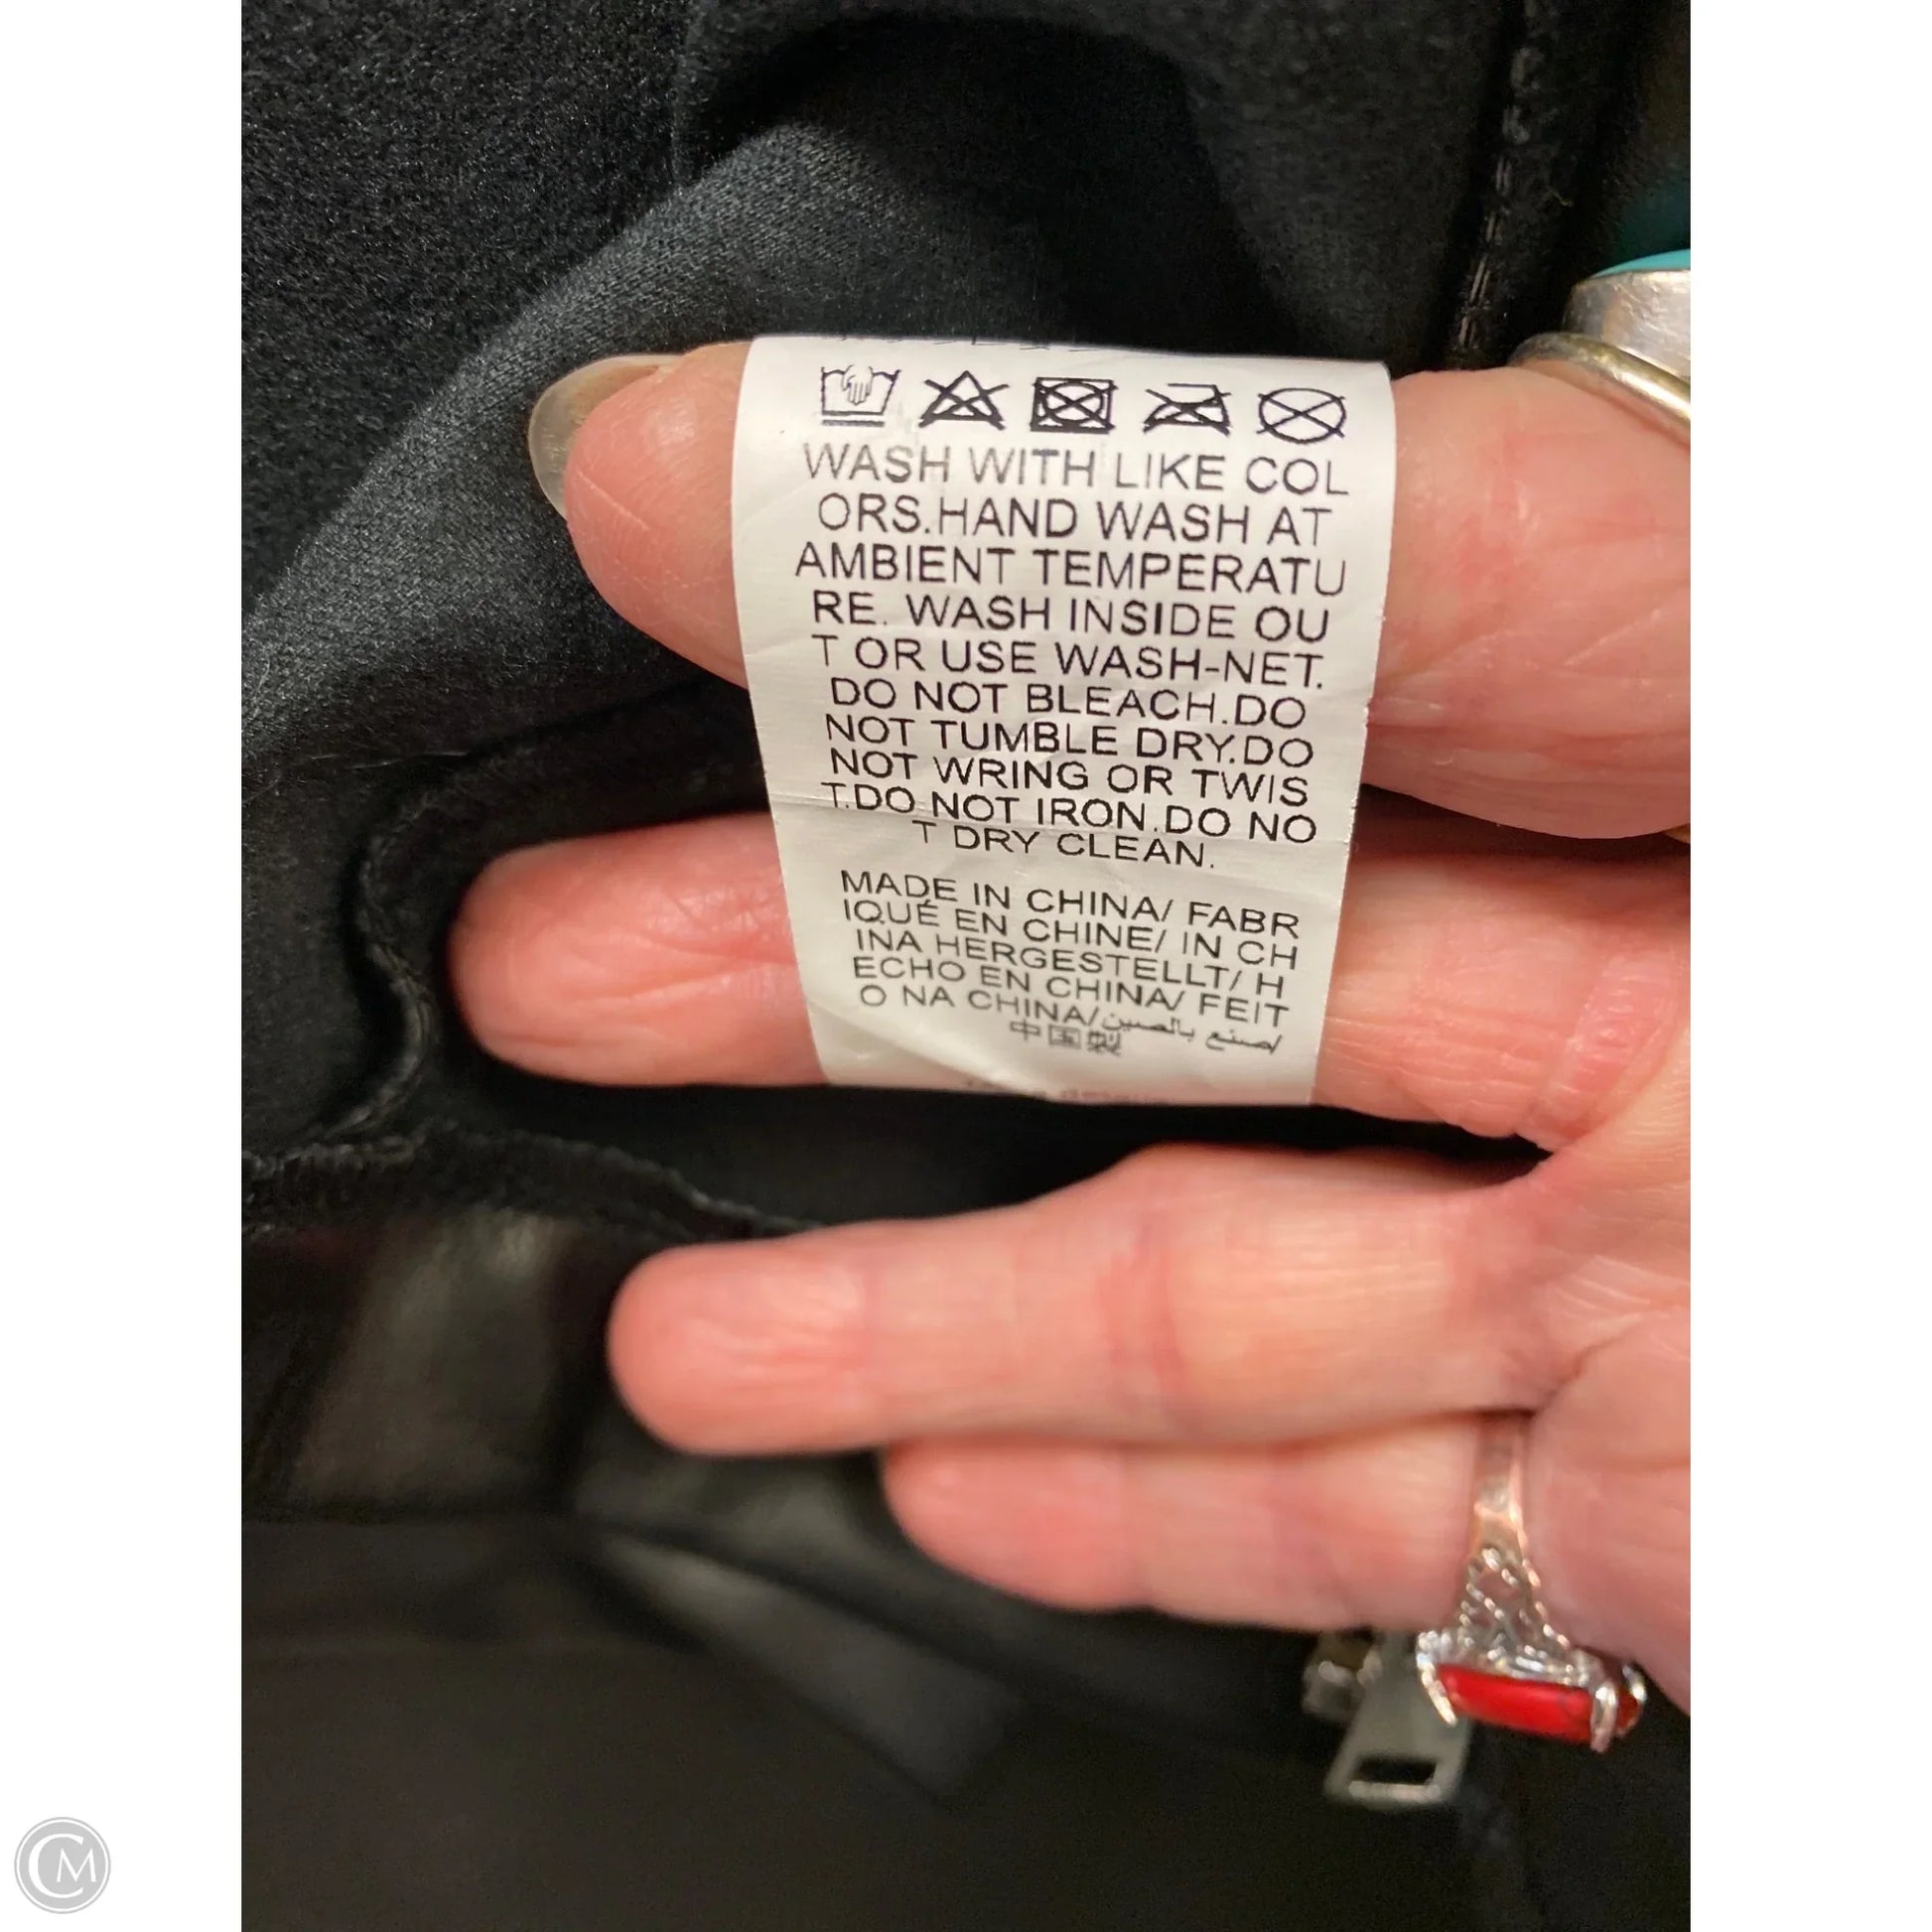 WASH WITH LIKE COL
ORS.HAND WASH AT
AMBIENT TEMPERATU
RE. WASH INSIDE OU
T OR USE WASH-NET.
DO NOT BLEACH.DO
NOT TUMBLE DRY.DO
NOT WRING OR TWIS
T.DO NOT IRON.DO NO
T DRY CLEAN.
MADE IN CHINA/ FABR
IQUÉ EN CHINE/ IN CH
INA HERGESTELLT/ H
ECHO EN CHINA/ FEIT
O NA CHINA/صنع بالصين/
中国製
CM